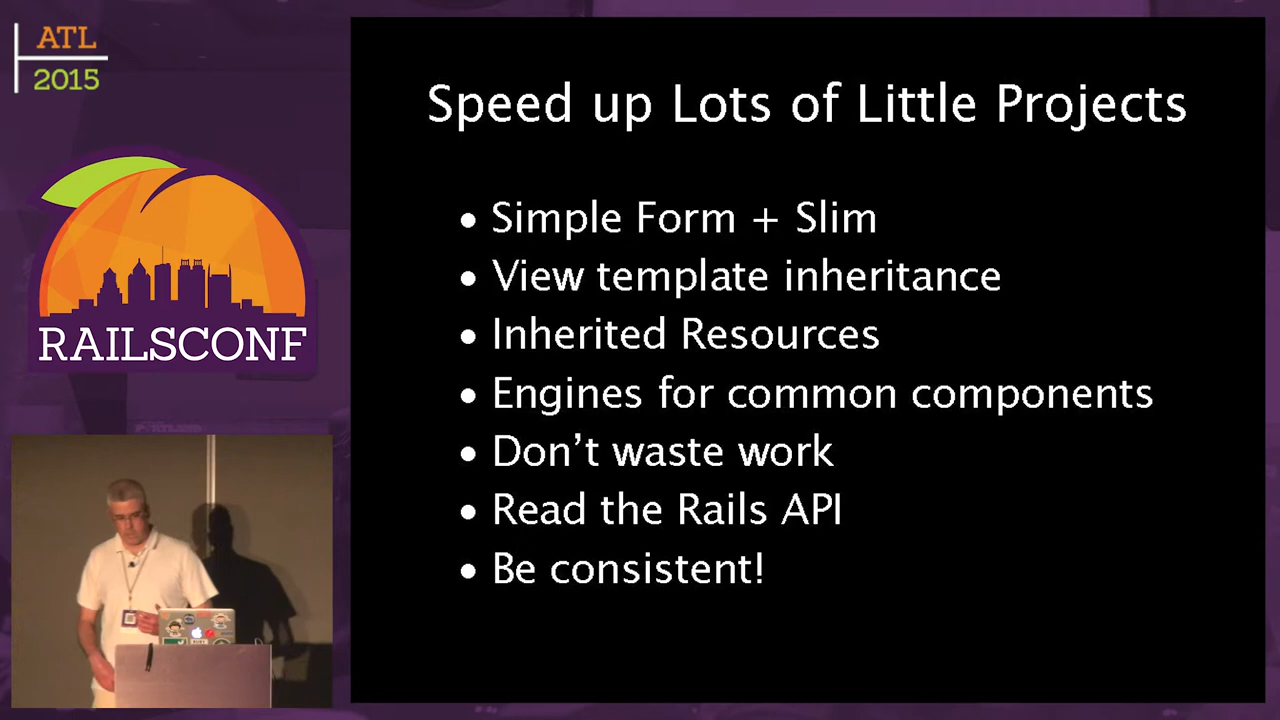 ATL
2015
RAILSCONF
Speed up Lots of Little Projects
• Simple Form + Slim
• View template inheritance
• Inherited Resources
• Engines for common components
• Don't waste work
• Read the Rails API
• Be consistent!